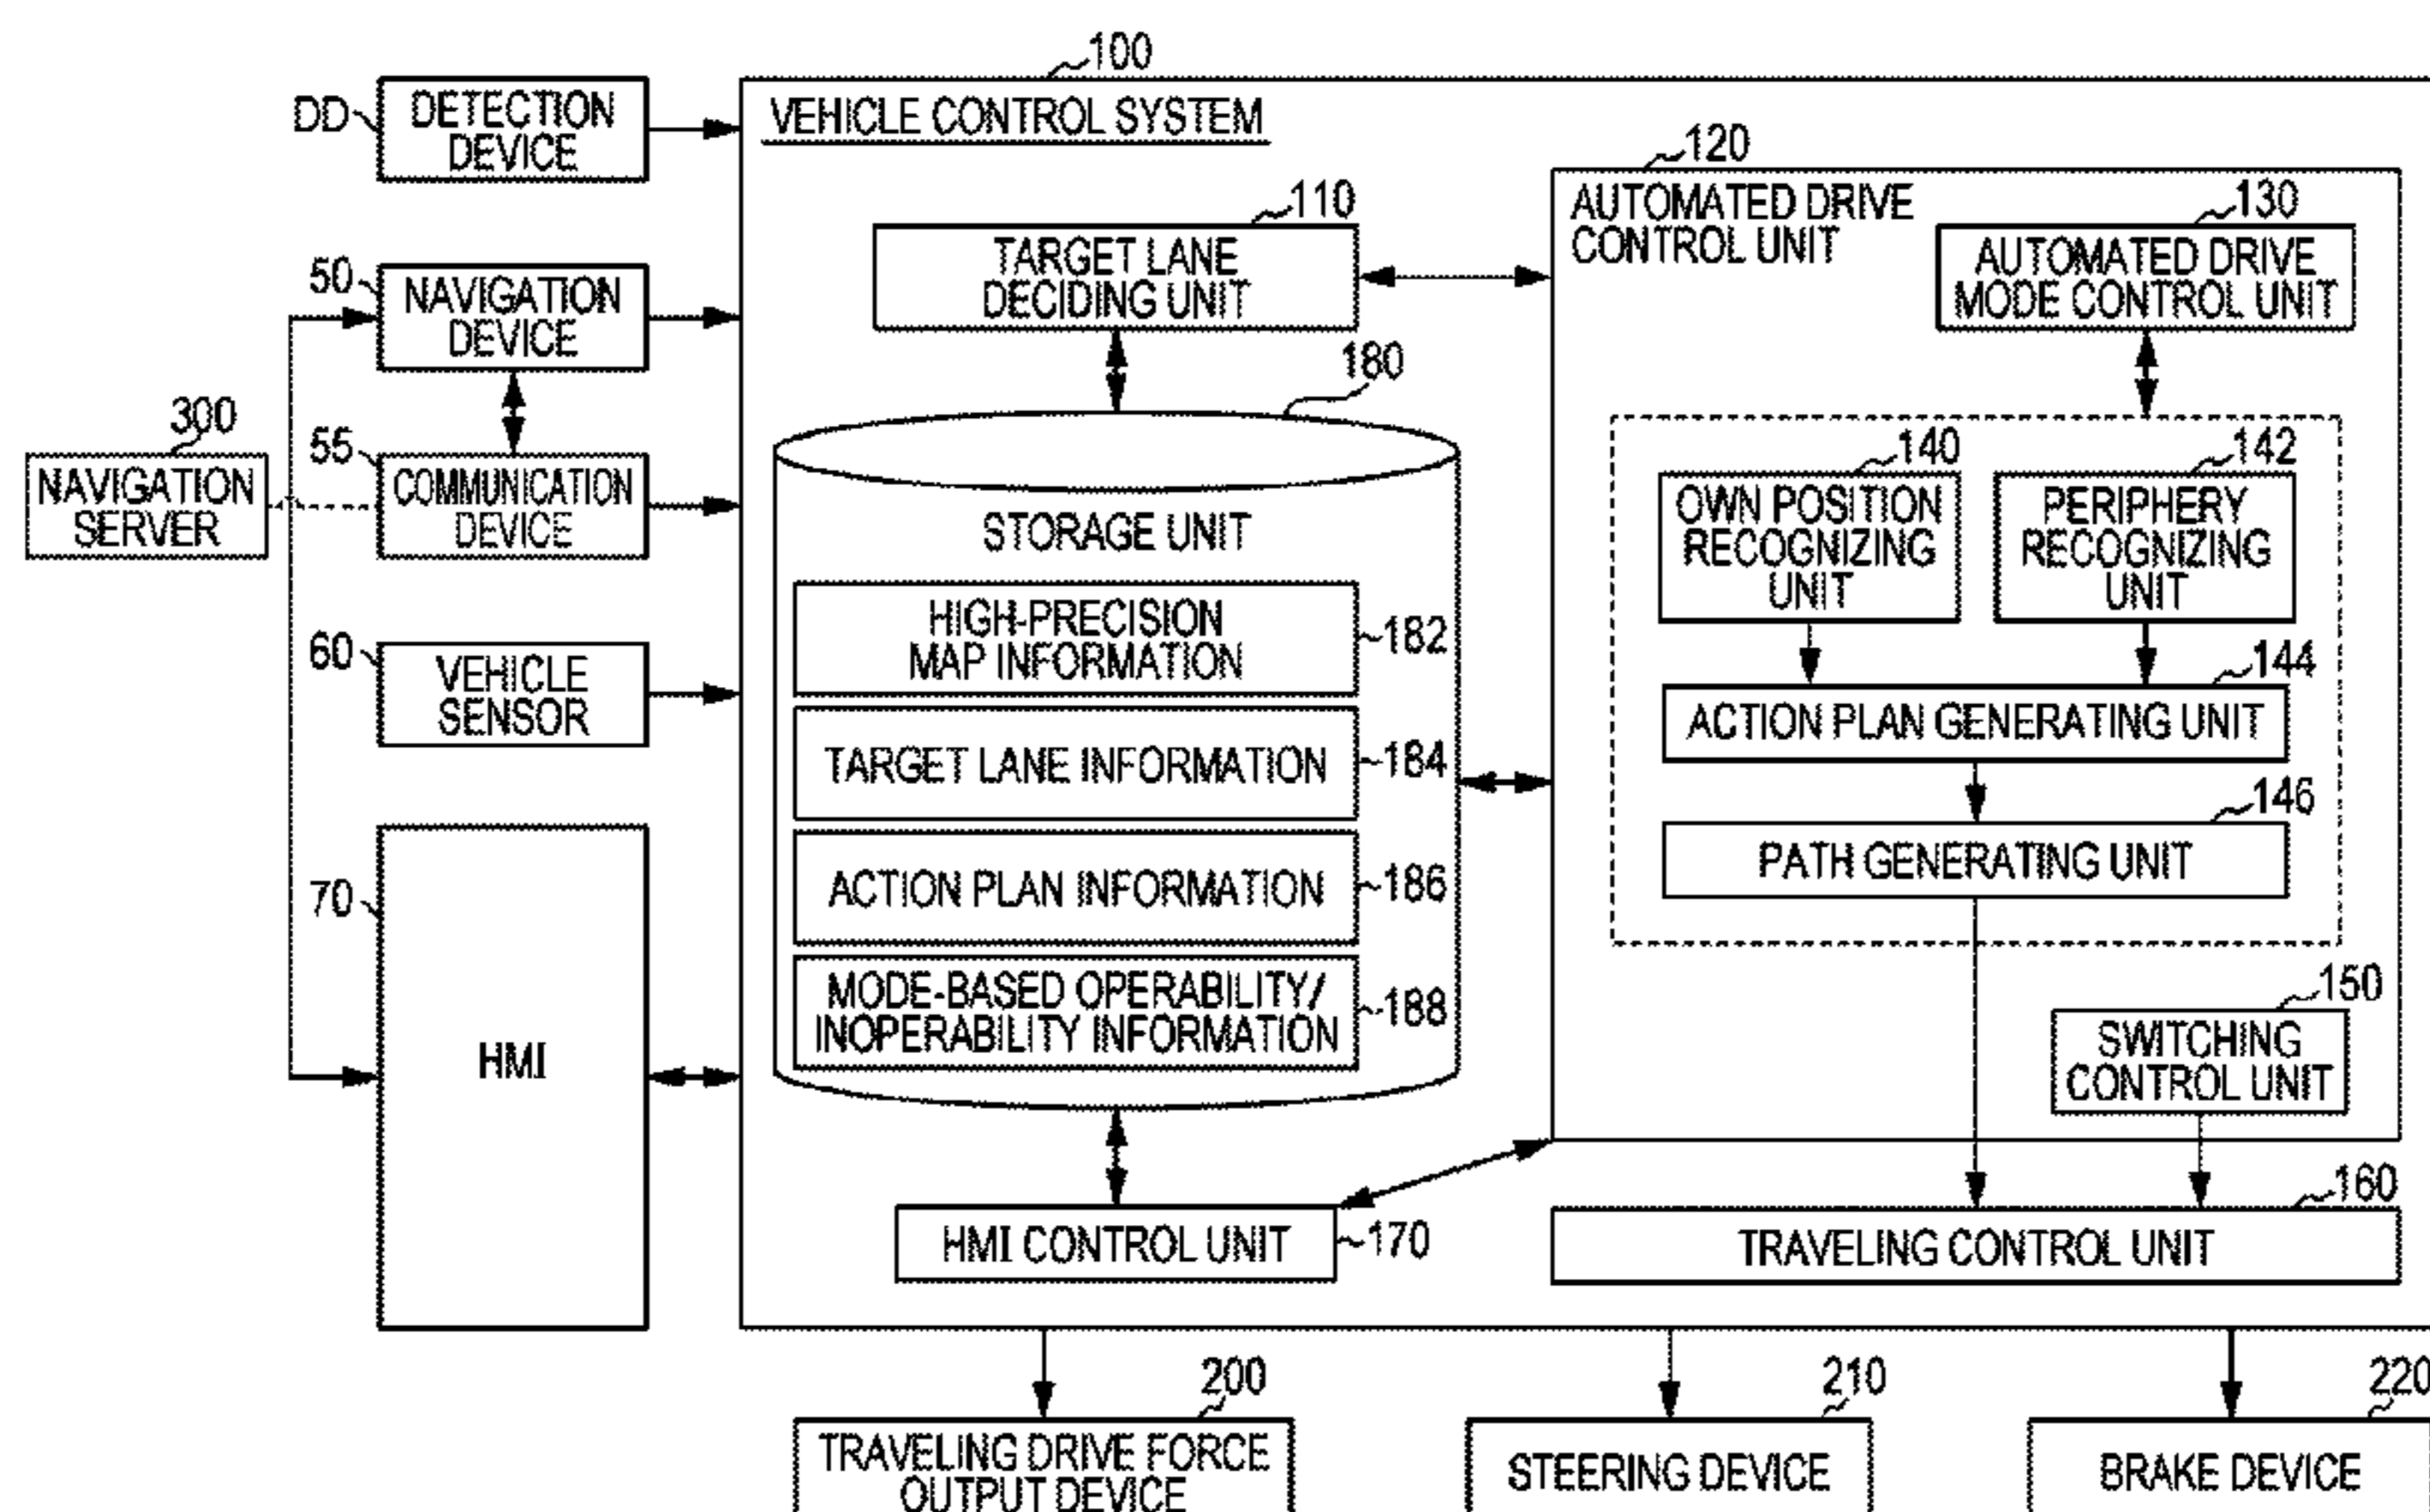 100
DD
DETECTION
DEVICE
VEHICLE CONTROL SYSTEM
120
AUTOMATED DRIVE
CONTROL UNIT
110
TARGET LANE
DECIDING UNIT
130
AUTOMATED DRIVE
MODE CONTROL UNIT
50
NAVIGATION
DEVICE
180
300
NAVIGATION
SERVER
55
COMMUNICATION
DEVICE
STORAGE UNIT
140
OWN POSITION
RECOGNIZING
UNIT
142
PERIPHERY
RECOGNIZING
UNIT
HIGH-PRECISION
MAP INFORMATION
182
60
VEHICLE
SENSOR
144
ACTION PLAN GENERATING UNIT
TARGET LANE INFORMATION
184
146
PATH GENERATING UNIT
ACTION PLAN INFORMATION
186
70
HMI
MODE-BASED OPERABILITY/
INOPERABILITY INFORMATION
188
150
SWITCHING
CONTROL UNIT
160
HMI CONTROL UNIT
170
TRAVELING CONTROL UNIT
200
TRAVELING DRIVE FORCE
OUTPUT DEVICE
210
STEERING DEVICE
220
BRAKE DEVICE